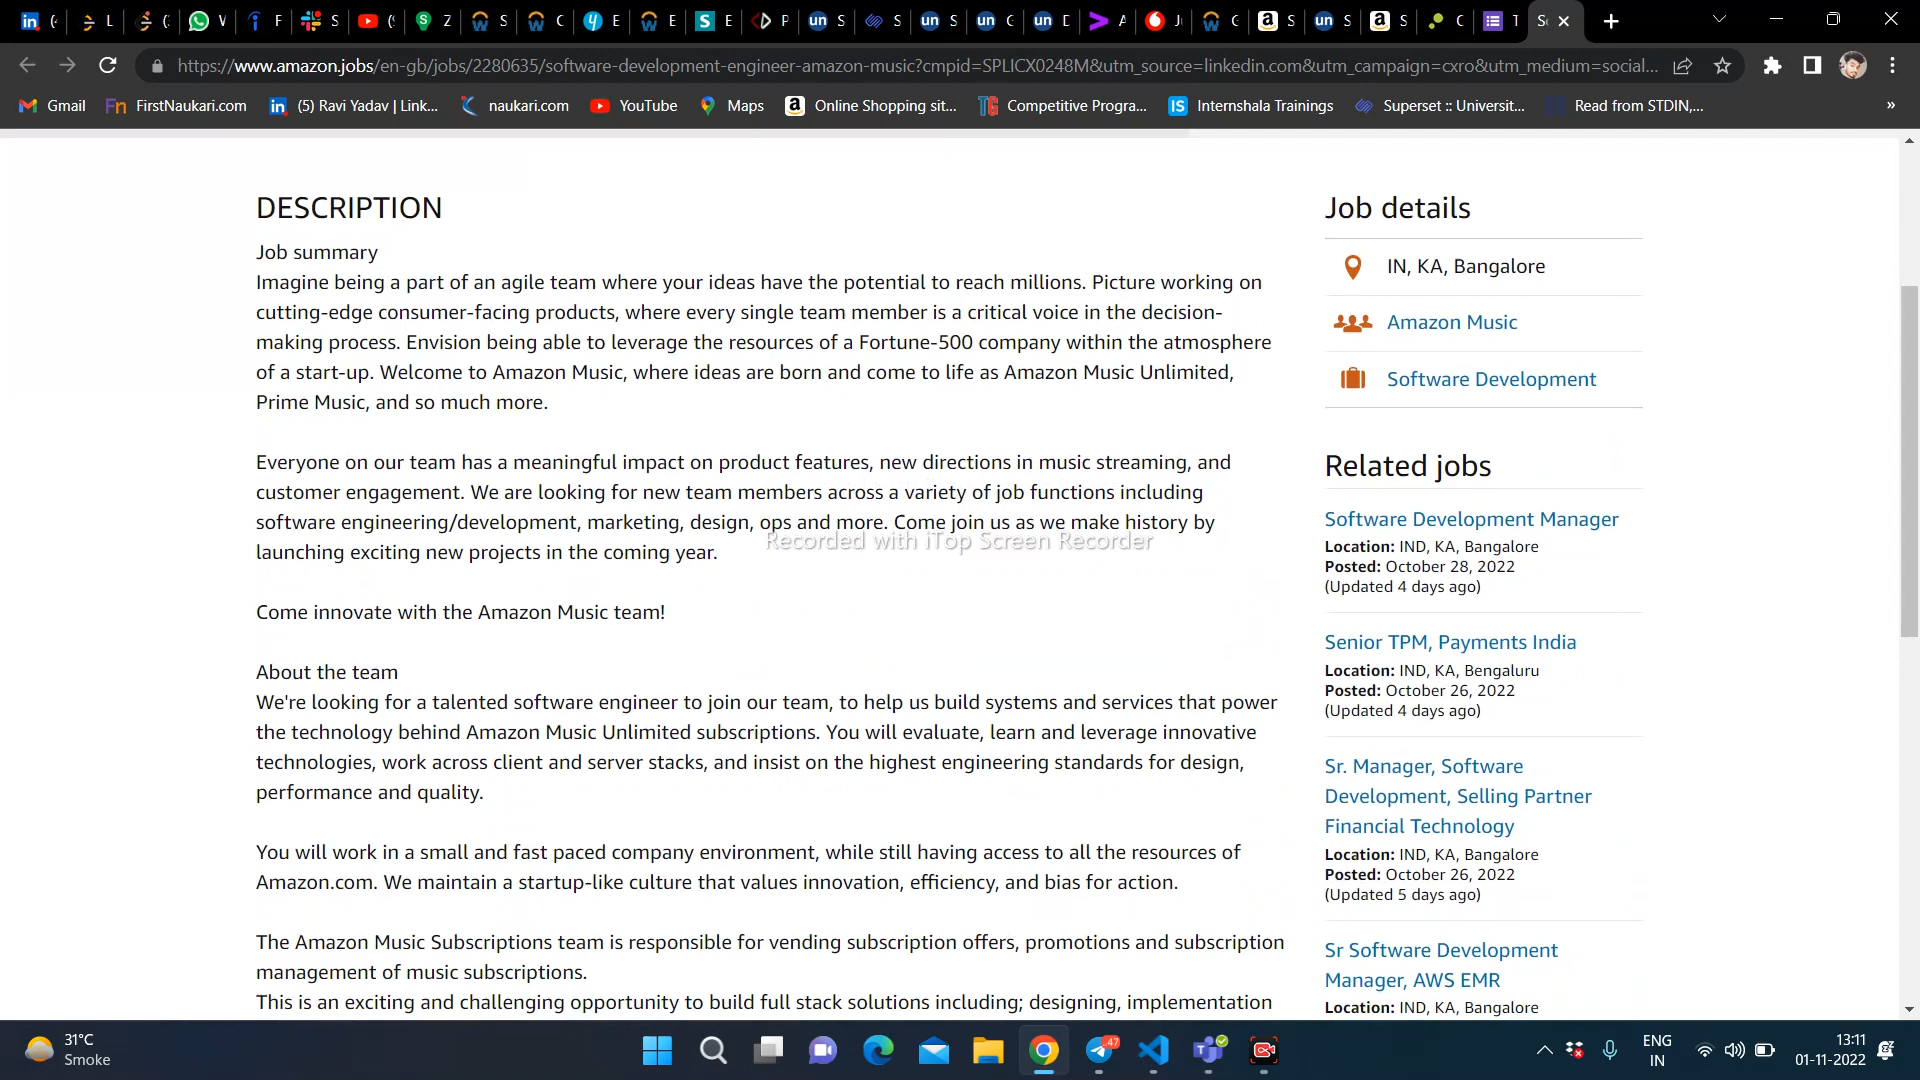 https://www.amazon.jobs/en-gb/jobs/2280635/software-development-engineer-amazon-music?cmpid=SPLICX0248M&utm_source=linkedin.com&utm_campaign=cxro&utm_medium=social...
Gmail FirstNaukari.com (5) Ravi Yadav | Link... naukari.com YouTube Maps Online Shopping sit... Competitive Progra... Internshala Trainings Superset :: Universit... Read from STDIN,... »
DESCRIPTION
Job summary
Imagine being a part of an agile team where your ideas have the potential to reach millions. Picture working on
cutting-edge consumer-facing products, where every single team member is a critical voice in the decision-
making process. Envision being able to leverage the resources of a Fortune-500 company within the atmosphere
of a start-up. Welcome to Amazon Music, where ideas are born and come to life as Amazon Music Unlimited,
Prime Music, and so much more.
Everyone on our team has a meaningful impact on product features, new directions in music streaming, and
customer engagement. We are looking for new team members across a variety of job functions including
software engineering/development, marketing, design, ops and more. Come join us as we make history by
launching exciting new projects in the coming year.
Recorded with iTop Screen Recorder
Come innovate with the Amazon Music team!
About the team
We're looking for a talented software engineer to join our team, to help us build systems and services that power
the technology behind Amazon Music Unlimited subscriptions. You will evaluate, learn and leverage innovative
technologies, work across client and server stacks, and insist on the highest engineering standards for design,
performance and quality.
You will work in a small and fast paced company environment, while still having access to all the resources of
Amazon.com. We maintain a startup-like culture that values innovation, efficiency, and bias for action.
The Amazon Music Subscriptions team is responsible for vending subscription offers, promotions and subscription
management of music subscriptions.
This is an exciting and challenging opportunity to build full stack solutions including; designing, implementation
Job details
IN, KA, Bangalore
Amazon Music
Software Development
Related jobs
Software Development Manager
Location: IND, KA, Bangalore
Posted: October 28, 2022
(Updated 4 days ago)
Senior TPM, Payments India
Location: IND, KA, Bengaluru
Posted: October 26, 2022
(Updated 4 days ago)
Sr. Manager, Software
Development, Selling Partner
Financial Technology
Location: IND, KA, Bangalore
Posted: October 26, 2022
(Updated 5 days ago)
Sr Software Development
Manager, AWS EMR
Location: IND, KA, Bangalore
31°C
Smoke
47
ENG
IN
13:11
01-11-2022